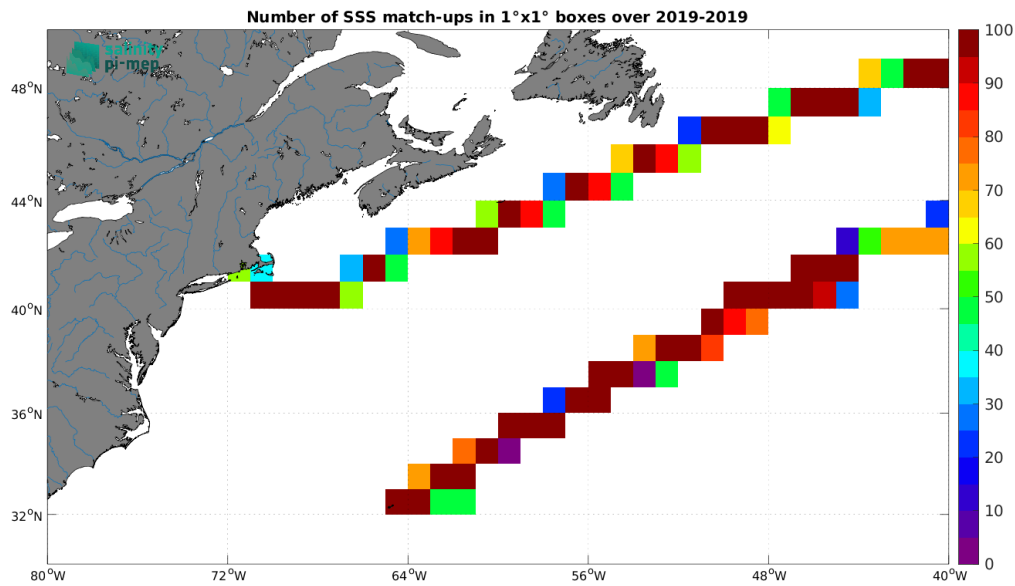 Number of SSS match-ups in 1°x1° boxes over 2019-2019
salinity
pi-mep
48°N
44°N
40°N
36°N
32°N
80°W 72°W 64°W 56°W 48°W 40°W
100
90
80
70
60
50
40
30
20
10
0